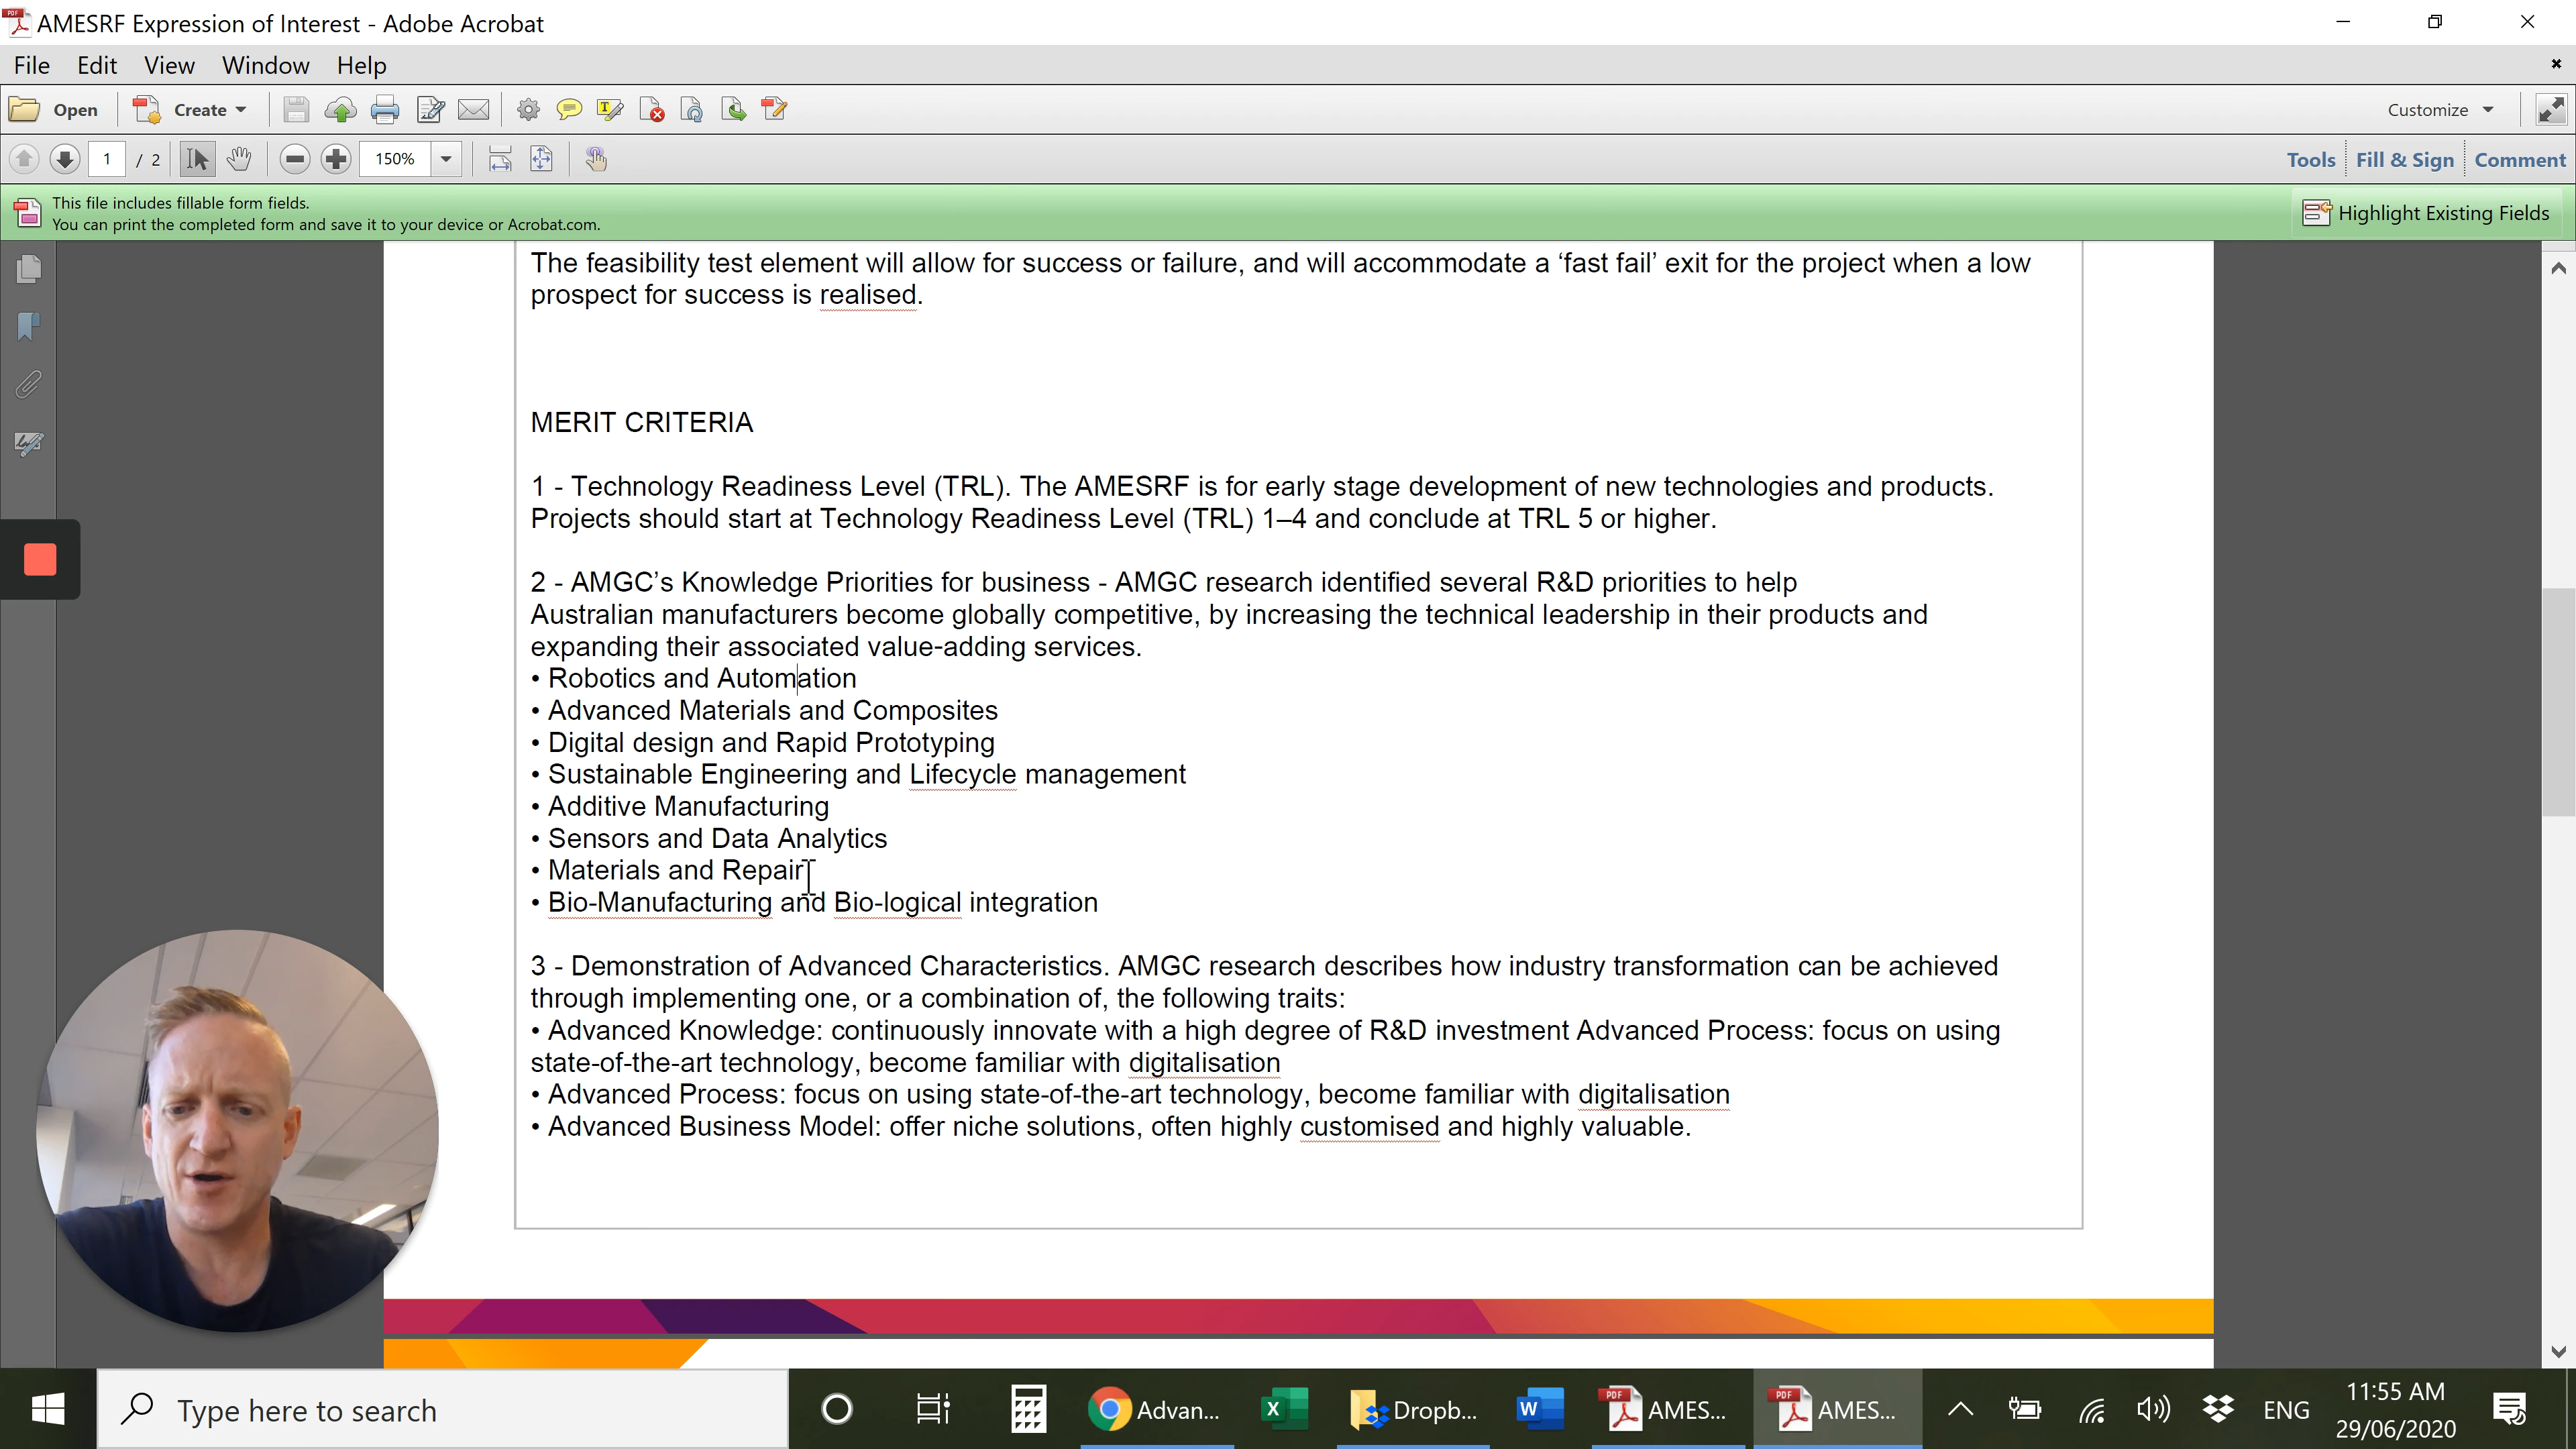 AMESRF Expression of Interest - Adobe Acrobat
File Edit View Window Help
Open Create Customize
1 / 2 150% Tools Fill & Sign Comment
This file includes fillable form fields.
You can print the completed form and save it to your device or Acrobat.com.
Highlight Existing Fields
The feasibility test element will allow for success or failure, and will accommodate a ‘fast fail’ exit for the project when a low
prospect for success is realised.
MERIT CRITERIA
1 - Technology Readiness Level (TRL). The AMESRF is for early stage development of new technologies and products.
Projects should start at Technology Readiness Level (TRL) 1–4 and conclude at TRL 5 or higher.
2 - AMGC’s Knowledge Priorities for business - AMGC research identified several R&D priorities to help
Australian manufacturers become globally competitive, by increasing the technical leadership in their products and
expanding their associated value-adding services.
• Robotics and Automation
• Advanced Materials and Composites
• Digital design and Rapid Prototyping
• Sustainable Engineering and Lifecycle management
• Additive Manufacturing
• Sensors and Data Analytics
• Materials and Repair
• Bio-Manufacturing and Bio-logical integration
3 - Demonstration of Advanced Characteristics. AMGC research describes how industry transformation can be achieved
through implementing one, or a combination of, the following traits:
• Advanced Knowledge: continuously innovate with a high degree of R&D investment Advanced Process: focus on using
state-of-the-art technology, become familiar with digitalisation
• Advanced Process: focus on using state-of-the-art technology, become familiar with digitalisation
• Advanced Business Model: offer niche solutions, often highly customised and highly valuable.
Type here to search
Advan...
Dropb...
AMES...
AMES...
ENG
11:55 AM
29/06/2020